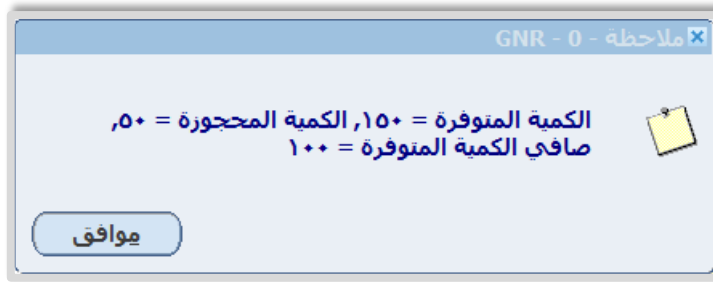 ملاحظة - GNR - 0
الكمية المتوفرة = ١٥٠, الكمية المحجوزة = ٥٠,
صافي الكمية المتوفرة = ١٠٠
موافق